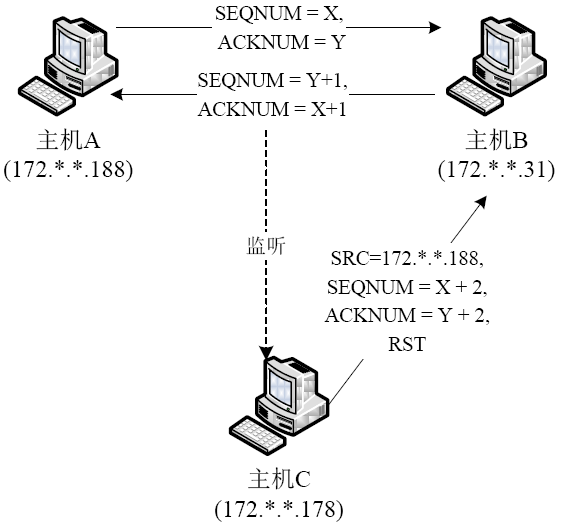 SEQNUM = X,
ACKNUM = Y
SEQNUM = Y+1,
ACKNUM = X+1
主机A
(172.*.*.188)
主机B
(172.*.*.31)
监听
SRC=172.*.*.188,
SEQNUM = X + 2,
ACKNUM = Y + 2,
RST
主机C
(172.*.*.178)